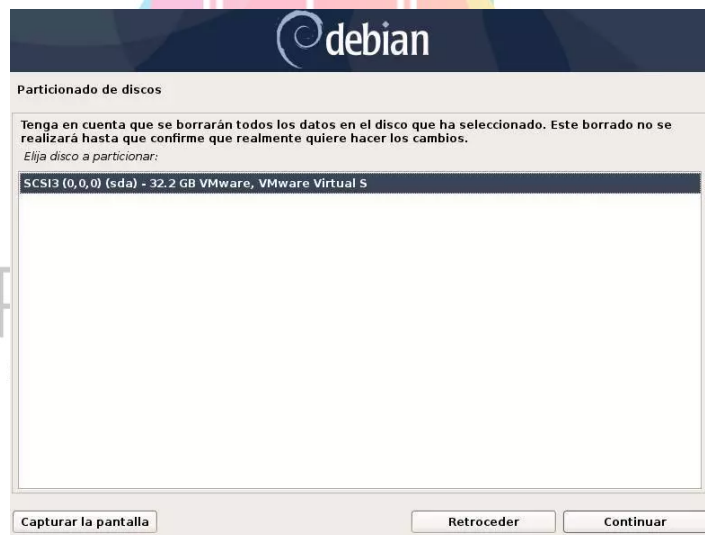 debian
Particionado de discos
Tenga en cuenta que se borrarán todos los datos en el disco que ha seleccionado. Este borrado no se
realizará hasta que confirme que realmente quiere hacer los cambios.
Elija disco a particionar:
SCSI3 (0,0,0) (sda) - 32.2 GB VMware, VMware Virtual S
Capturar la pantalla
Retroceder
Continuar